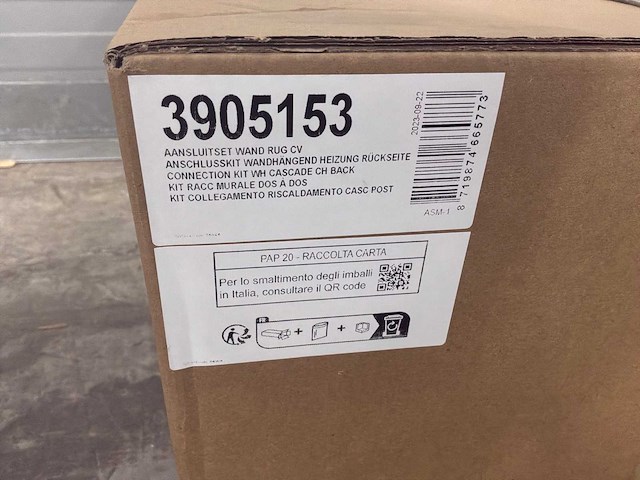 3905153
AANSLUITSET WAND RUG CV
ANSCHLUSSKIT WANDHÄNGEND HEIZUNG RÜCKSEITE
CONNECTION KIT WH CASCADE CH BACK
KIT RACC MURALE DOS À DOS
KIT COLLEGAMENTO RISCALDAMENTO CASC POST
2023-09-22
8 719874 665773
ASM-1
PAP 20 - RACCOLTA CARTA
Per lo smaltimento degli imballi
in Italia, consultare il QR code
FR
+ +